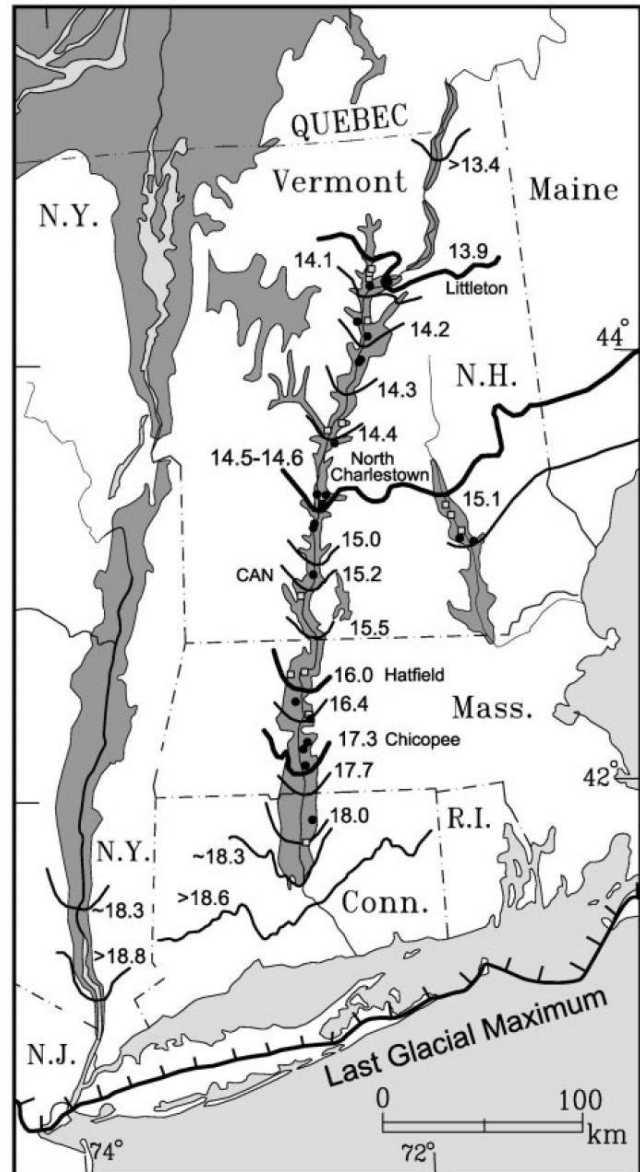 QUEBEC
>13.4
Vermont
Maine
N.Y.
13.9
14.1
Littleton
14.2
44°
N.H.
14.3
14.4
North
Charlestown
14.5-14.6
15.1
15.0
CAN
15.2
15.5
16.0 Hatfield
16.4
Mass.
17.3 Chicopee
42°
17.7
18.0
R.I.
~18.3
N.Y.
>18.6
Conn.
~18.3
>18.8
Last Glacial Maximum
N.J.
0 100
km
74°
72°